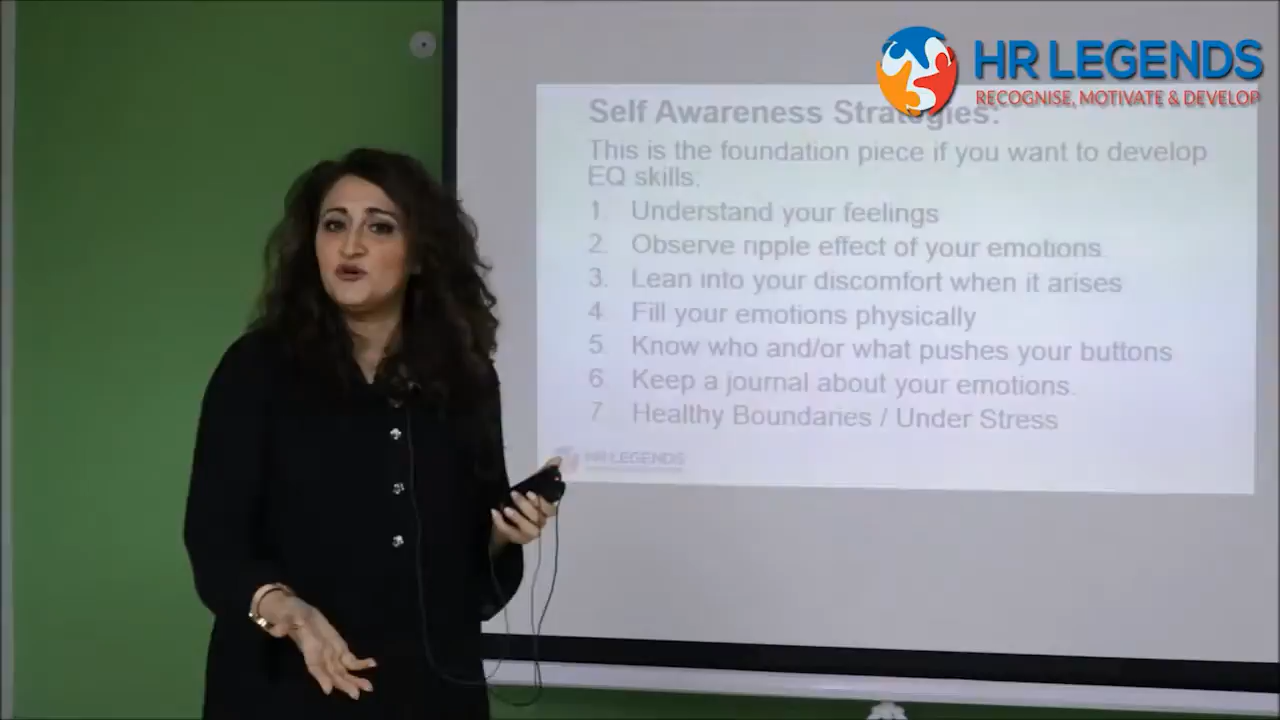 HR LEGENDS
RECOGNISE, MOTIVATE & DEVELOP
Self Awareness Strategies:
This is the foundation piece if you want to develop
EQ skills.
1. Understand your feelings
2. Observe ripple effect of your emotions.
3. Lean into your discomfort when it arises
4 Fill your emotions physically
5. Know who and/or what pushes your buttons
6 Keep a journal about your emotions.
7 Healthy Boundaries / Under Stress
HR LEGENDS